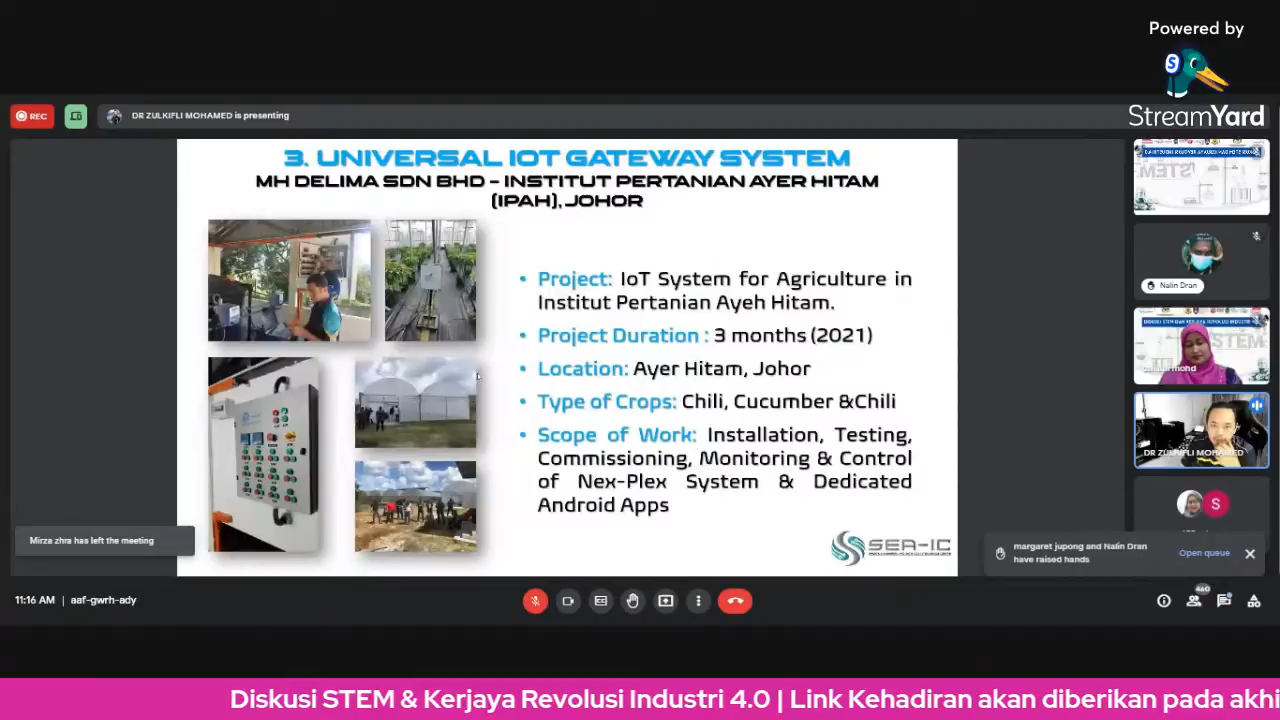 Powered by
StreamYard
REC
DR ZULKIFLI MOHAMED is presenting
3. UNIVERSAL IOT GATEWAY SYSTEM
MH DELIMA SDN BHD - INSTITUT PERTANIAN AYER HITAM
(IPAH), JOHOR
• Project: IoT System for Agriculture in
Institut Pertanian Ayeh Hitam.
• Project Duration : 3 months (2021)
• Location: Ayer Hitam, Johor
• Type of Crops: Chili, Cucumber &Chili
• Scope of Work: Installation, Testing,
Commissioning, Monitoring & Control
of Nex-Plex System & Dedicated
Android Apps
SEA-IC
STEM
Nalin Dran
STEM
mohd
DR ZULKIFLI MOHAMED
S
Mirza zhra has left the meeting
margaret jupong and Nalin Dran
have raised hands
Open queue
11:16 AM | aaf-gwrh-ady
460
Diskusi STEM & Kerjaya Revolusi Industri 4.0 | Link Kehadiran akan diberikan pada akhi